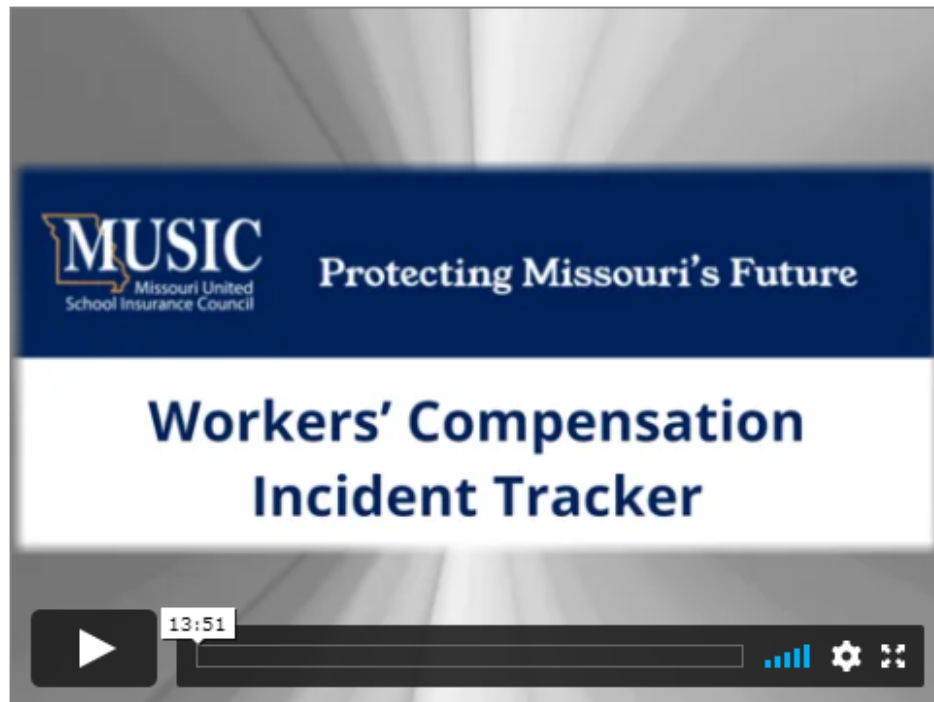 MUSIC
Missouri United
School Insurance Council
Protecting Missouri's Future
Workers' Compensation
Incident Tracker
13:51